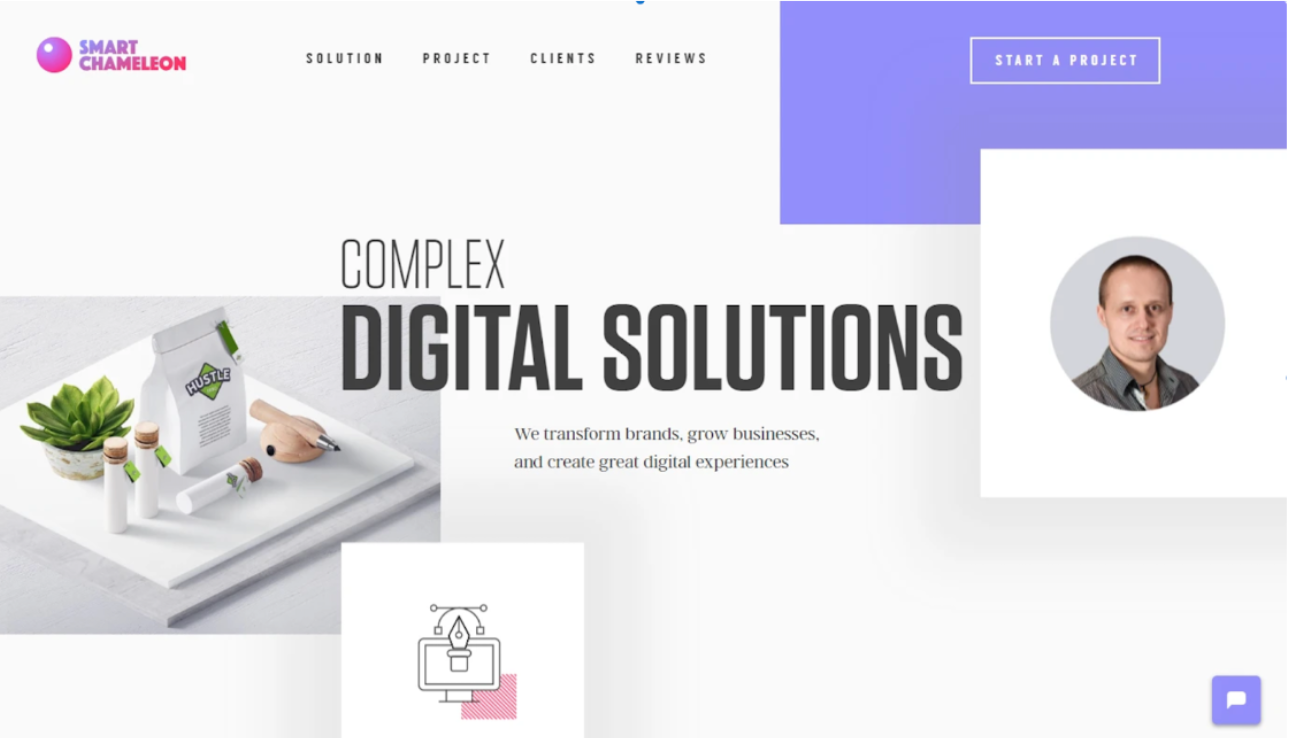 SMART
CHAMELEON
SOLUTION
PROJECT
CLIENTS
REVIEWS
START A PROJECT
COMPLEX
DIGITAL SOLUTIONS
HUSTLE
We transform brands, grow businesses,
and create great digital experiences